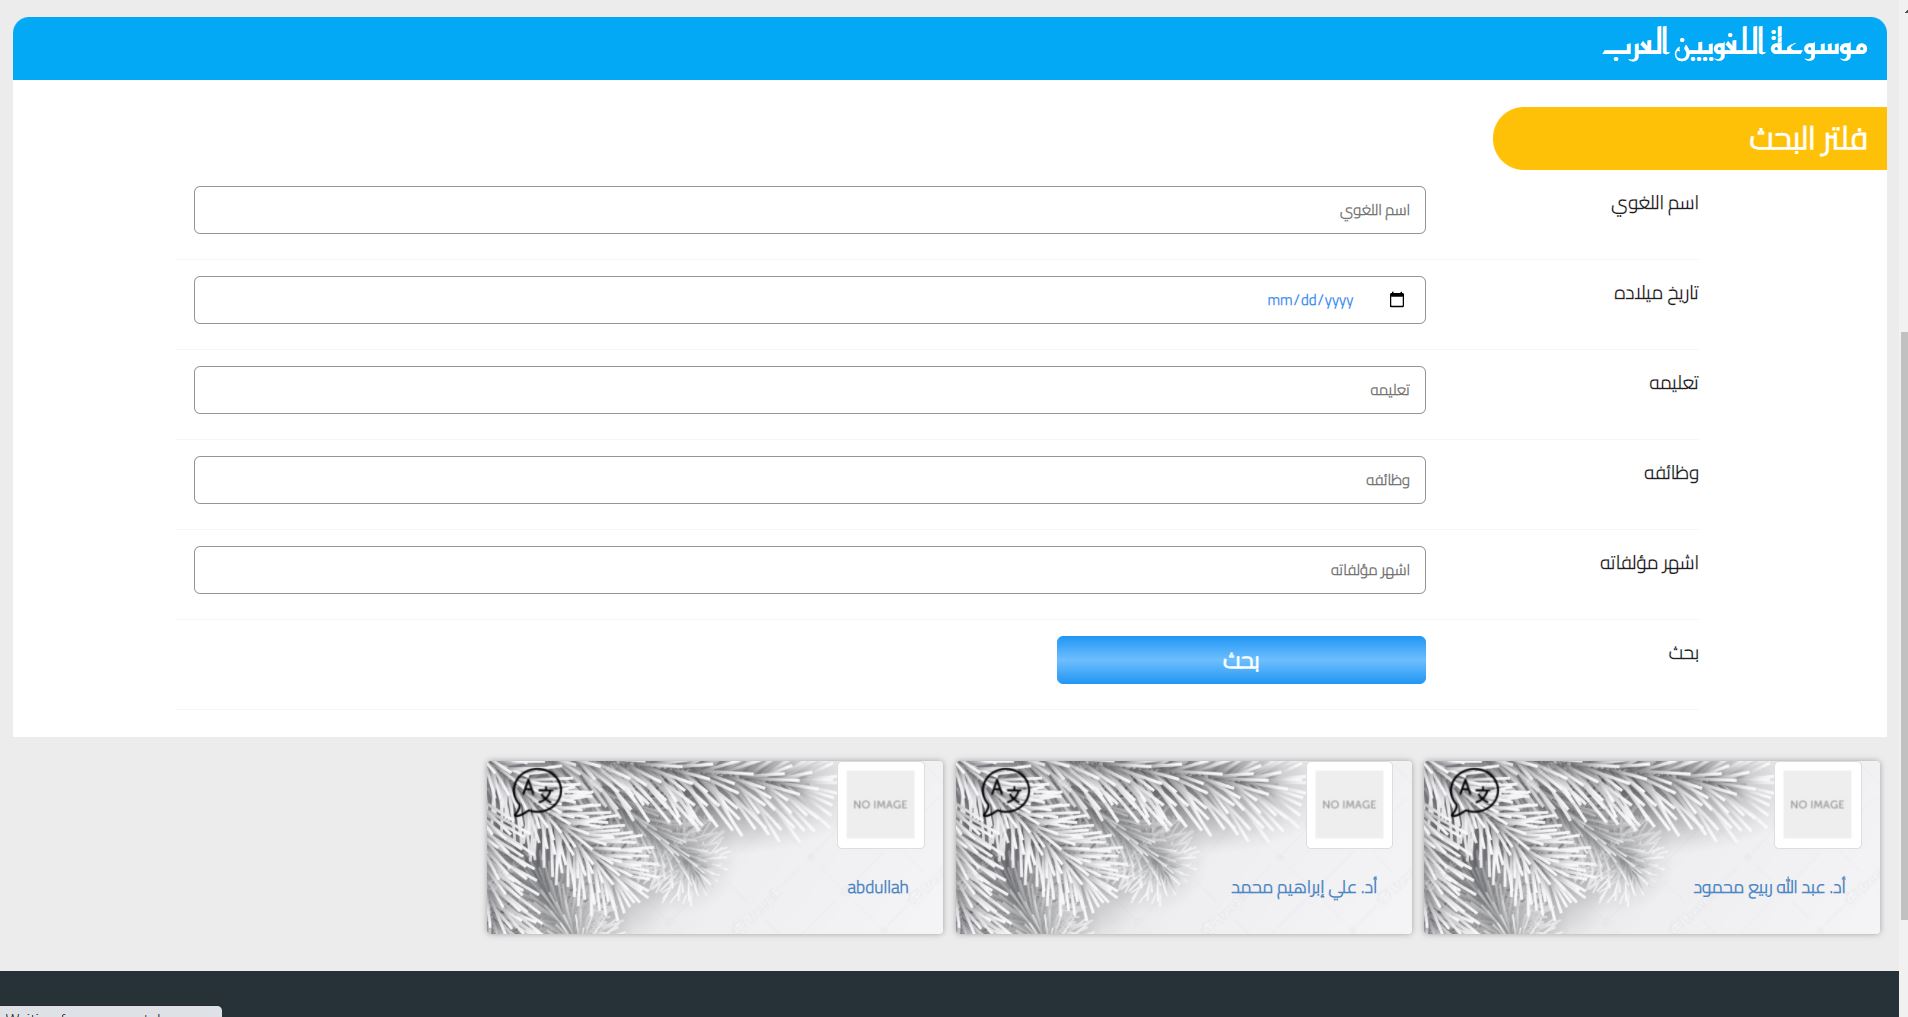 موسوعة اللغويين العرب
فلتر البحث
اسم اللغوي
اسم اللغوي
تاريخ ميلاده
mm/dd/yyyy
تعليمه
تعليمه
وظائفه
وظائفه
اشهر مؤلفاته
اشهر مؤلفاته
بحث
بحث
NO IMAGE
أد. عبد الله ربيع محمود
NO IMAGE
أد. علي إبراهيم محمد
NO IMAGE
abdullah